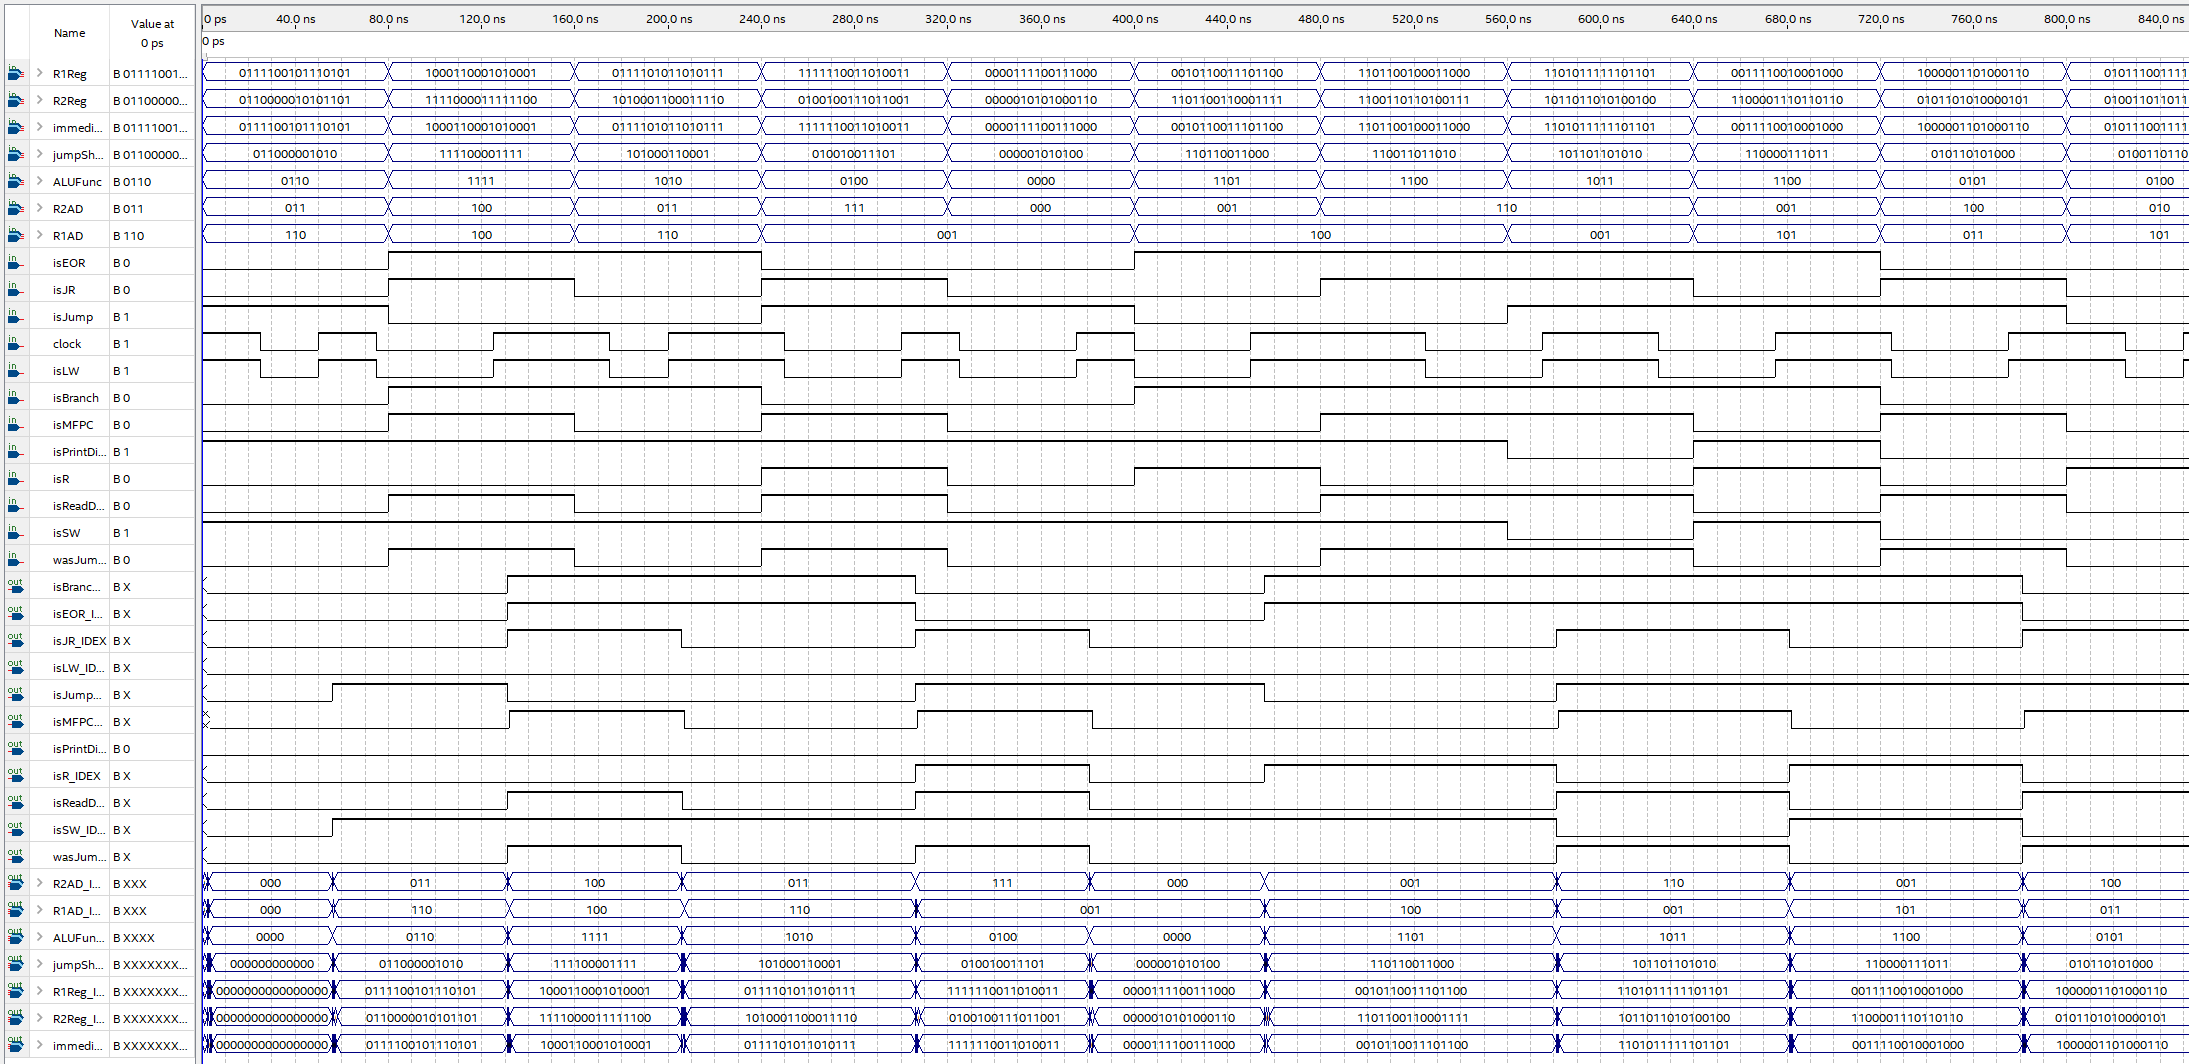 Name Value at 0 ps 0 ps 40.0 ns 80.0 ns 120.0 ns 160.0 ns 200.0 ns 240.0 ns 280.0 ns 320.0 ns 360.0 ns 400.0 ns 440.0 ns 480.0 ns 520.0 ns 560.0 ns 600.0 ns 640.0 ns 680.0 ns 720.0 ns 760.0 ns 800.0 ns 840.0 ns
0 ps
in R1Reg B 01111001... 0111100101110101 1000110001010001 0111101011010111 1111110011010011 0000111100111000 0010110011101100 1101100100011000 1101011111101101 0011110010001000 1000001101000110 010111001111
in R2Reg B 01100000... 0110000010101101 1111000011111100 1010001100011110 0100100111011001 0000010101000110 1101100110001111 1100110110100111 1011011010100100 1100001110110110 0101101010000101 010011011011
in immedi... B 01111001... 0111100101110101 1000110001010001 0111101011010111 1111110011010011 0000111100111000 0010110011101100 1101100100011000 1101011111101101 0011110010001000 1000001101000110 010111001111
in jumpSh... B 01100000... 011000001010 111100001111 101000110001 010010011101 000001010100 110110011000 110011011010 101101101010 110000111011 010110101000 0100110110
in ALUFunc B 0110 0110 1111 1010 0100 0000 1101 1100 1011 1100 0101 0100
in R2AD B 011 011 100 011 111 000 001 110 001 100 010
in R1AD B 110 110 100 110 001 100 001 101 011 101
in isEOR B 0
in isJR B 0
in isJump B 1
in clock B 1
in isLW B 1
in isBranch B 0
in isMFPC B 0
in isPrintDi... B 1
in isR B 0
in isReadD... B 0
in isSW B 1
in wasJum... B 0
out isBranc... B X
out isEOR_I... B X
out isJR_IDEX B X
out isLW_ID... B X
out isJump... B X
out isMFPC... B X
out isPrintDi... B 0
out isR_IDEX B X
out isReadD... B X
out isSW_ID... B X
out wasJum... B X
out R2AD_I... B XXX 000 011 100 011 111 000 001 110 001 100
out R1AD_I... B XXX 000 110 100 110 001 100 001 101 011
out ALUFun... B XXXX 0000 0110 1111 1010 0100 0000 1101 1011 1100 0101
out jumpSh... B XXXXXXX... 000000000000 011000001010 111100001111 101000110001 010010011101 000001010100 110110011000 101101101010 110000111011 010110101000
out R1Reg_I... B XXXXXXX... 0000000000000000 0111100101110101 1000110001010001 0111101011010111 1111110011010011 0000111100111000 0010110011101100 1101011111101101 0011110010001000 1000001101000110
out R2Reg_I... B XXXXXXX... 0000000000000000 0110000010101101 1111000011111100 1010001100011110 0100100111011001 0000010101000110 1101100110001111 1011011010100100 1100001110110110 0101101010000101
out immedi... B XXXXXXX... 0000000000000000 0111100101110101 1000110001010001 0111101011010111 1111110011010011 0000111100111000 0010110011101100 1101011111101101 0011110010001000 1000001101000110